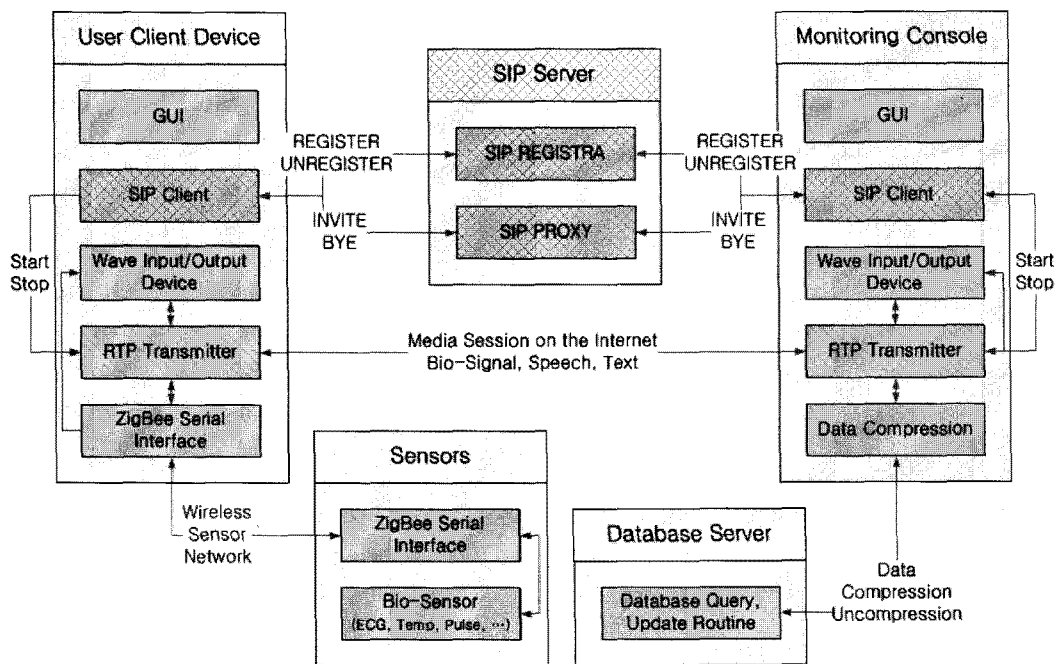 User Client Device
GUI
SIP Client
Wave Input/Output
Device
RTP Transmitter
ZigBee Serial
Interface
Start
Stop
REGISTER
UNREGISTER
INVITE
BYE
SIP Server
SIP REGISTRA
SIP PROXY
REGISTER
UNREGISTER
INVITE
BYE
Monitoring Console
GUI
SIP Client
Wave Input/Output
Device
RTP Transmitter
Data Compression
Start
Stop
Media Session on the Internet
Bio-Signal, Speech, Text
Wireless
Sensor
Network
Sensors
ZigBee Serial
Interface
Bio-Sensor
(ECG, Temp, Pulse, ···)
Database Server
Database Query,
Update Routine
Data
Compression
Uncompression